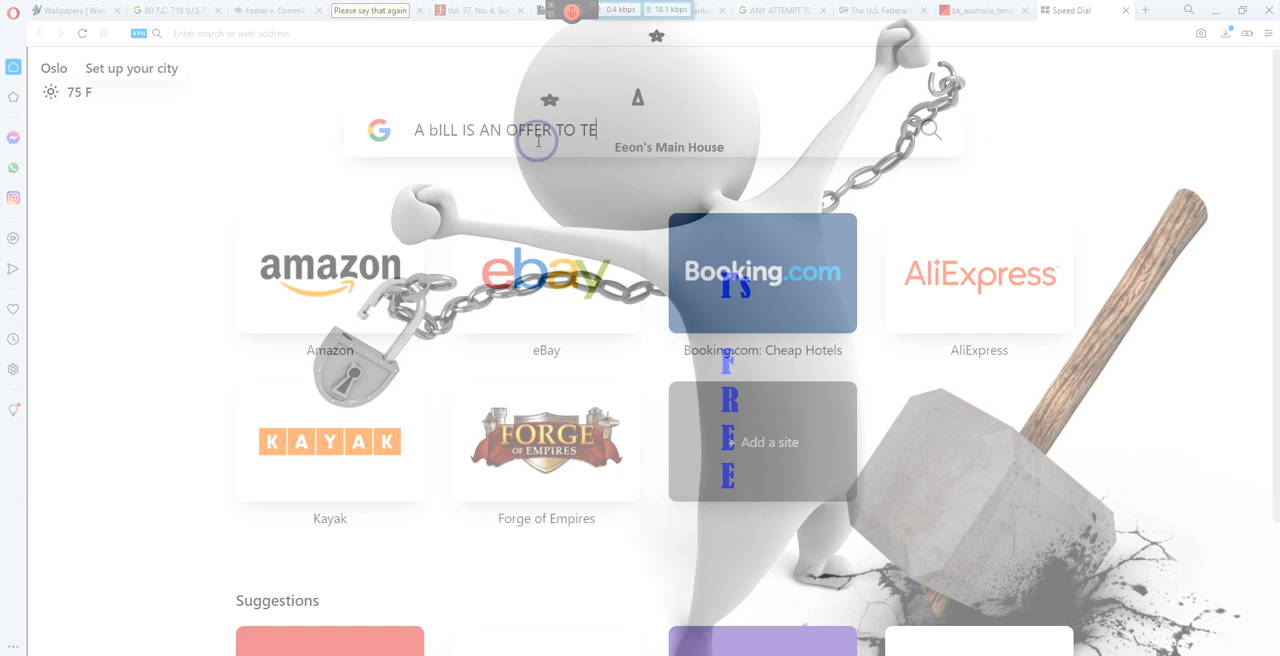 Wallpapers | Win
80 T.C. 718 (U.S.T
Foster v. Comm'
Please say that again
Vol. 37, No. 4, Su
0.4 kbps
18.1 kbps
anking
ANY ATTEMPT TO
The U.S. Federal
bk_australia_tend
Speed Dial
VPN
Enter search or web address
Oslo Set up your city
75 F
A bILL IS AN OFFER TO TE
Eeon's Main House
amazon
ebay
Booking.com
AliExpress
IT'S
Amazon
eBay
Booking.com: Cheap Hotels
AliExpress
F
R
E
E
KAYAK
FORGE
OF EMPIRES
+ Add a site
Kayak
Forge of Empires
Suggestions